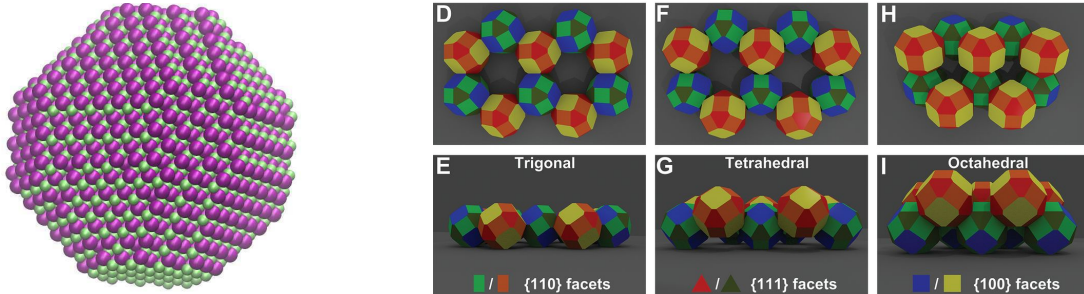 D
F
H
E Trigonal
G Tetrahedral
I Octahedral
/ {110} facets
/ {111} facets
/ {100} facets